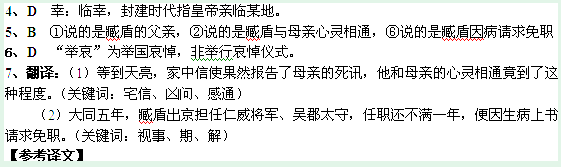 4、D  幸：临幸，封建时代指皇帝亲临某地。
5、B  ①说的是臧盾的父亲，②说的是臧盾与母亲心灵相通，⑥说的是臧盾因病请求免职
6、D  “举哀”为举国哀悼，非举行哀悼仪式。
7、翻译：（1）等到天亮，家中信使果然报告了母亲的死讯，他和母亲的心灵相通竟到了这
种程度。（关键词：宅信、凶问、感通）
（2）大同五年，臧盾出京担任仁威将军、吴郡太守，任职还不满一年，便因生病上书
请求免职。（关键词：视事、期、解）
【参考译文】